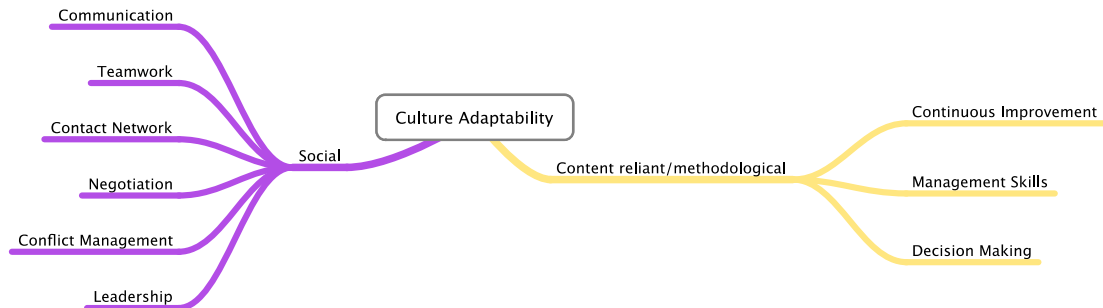 Culture Adaptability
Social
Communication
Teamwork
Contact Network
Negotiation
Conflict Management
Leadership
Content reliant/methodological
Continuous Improvement
Management Skills
Decision Making